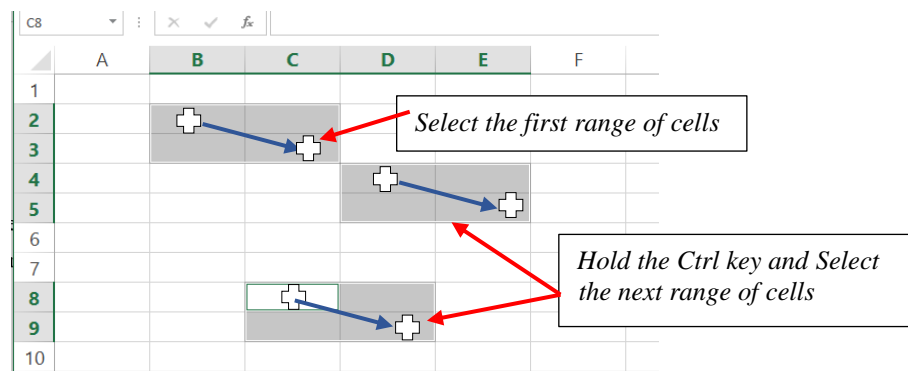 C8 fx
A B C D E F
1
2
3
4
5
6
7
8
9
10
Select the first range of cells
Hold the Ctrl key and Select
the next range of cells